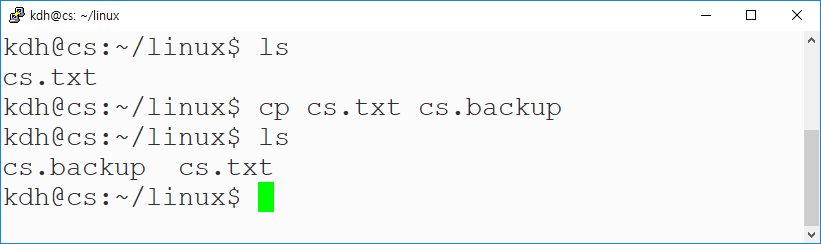 kdh@cs: ~/linux
kdh@cs:~/linux$ ls
cs.txt
kdh@cs:~/linux$ cp cs.txt cs.backup
kdh@cs:~/linux$ ls
cs.backup  cs.txt
kdh@cs:~/linux$